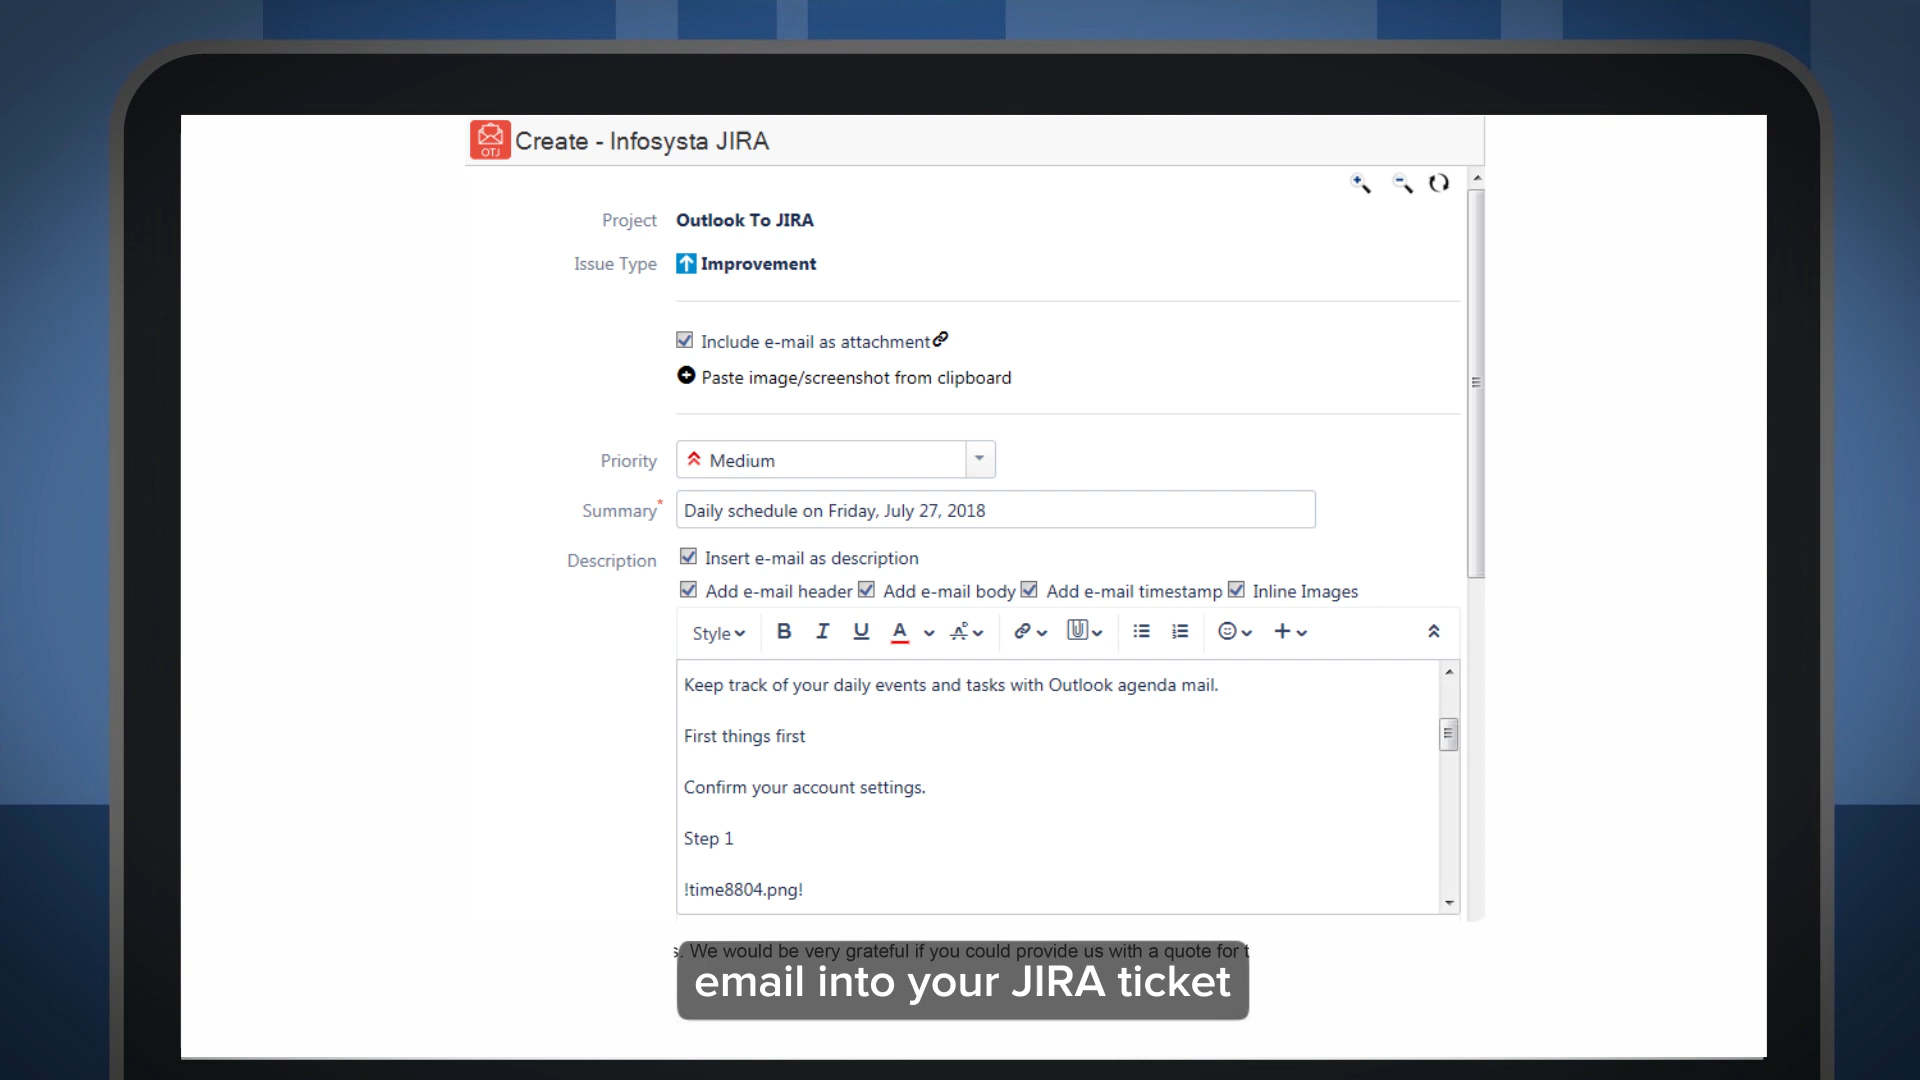 OTJ Create - Infosysta JIRA
Project Outlook To JIRA
Issue Type Improvement
Include e-mail as attachment
Paste image/screenshot from clipboard
Priority Medium
Summary* Daily schedule on Friday, July 27, 2018
Description Insert e-mail as description
Add e-mail header Add e-mail body Add e-mail timestamp Inline Images
Style B I U A
Keep track of your daily events and tasks with Outlook agenda mail.
First things first
Confirm your account settings.
Step 1
!time8804.png!
s. We would be very grateful if you could provide us with a quote for t
email into your JIRA ticket